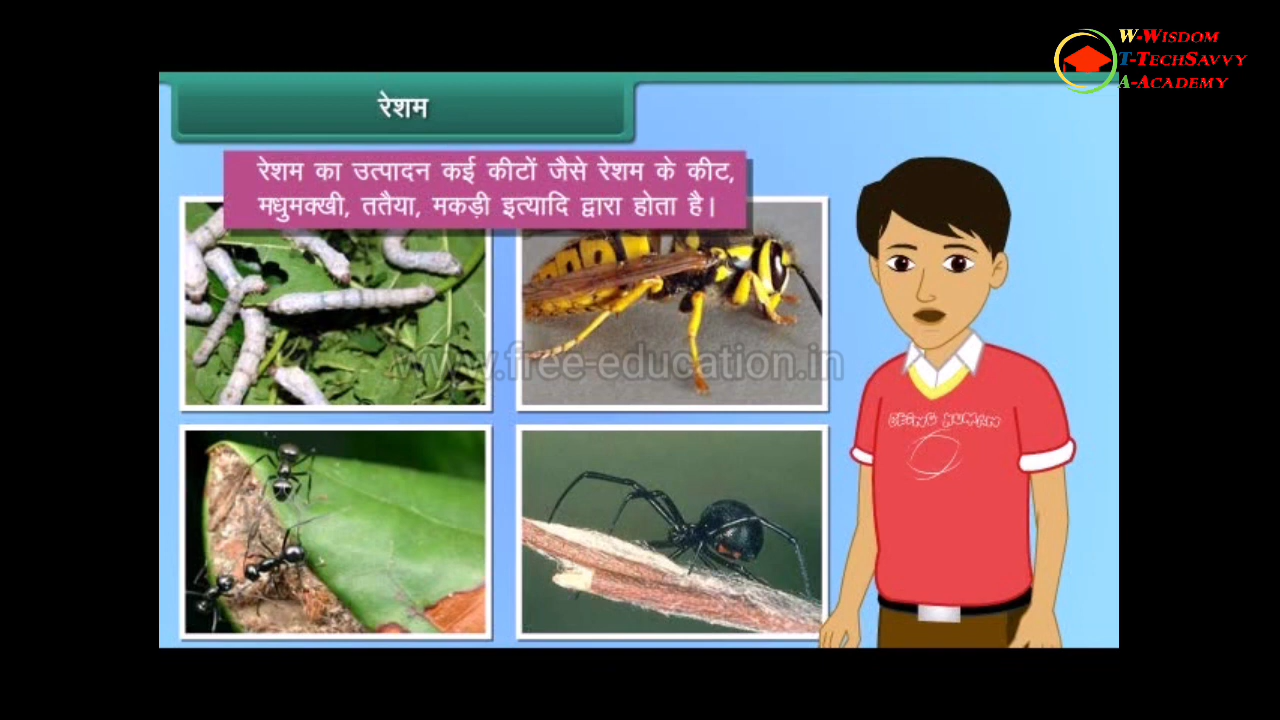 W-WISDOM
T-TECHSAVVY
A-ACADEMY
रेशम
रेशम का उत्पादन कई कीटों जैसे रेशम के कीट,
मधुमक्खी, ततैया, मकड़ी इत्यादि द्वारा होता है।
www.free-education.in
BEING HUMAN